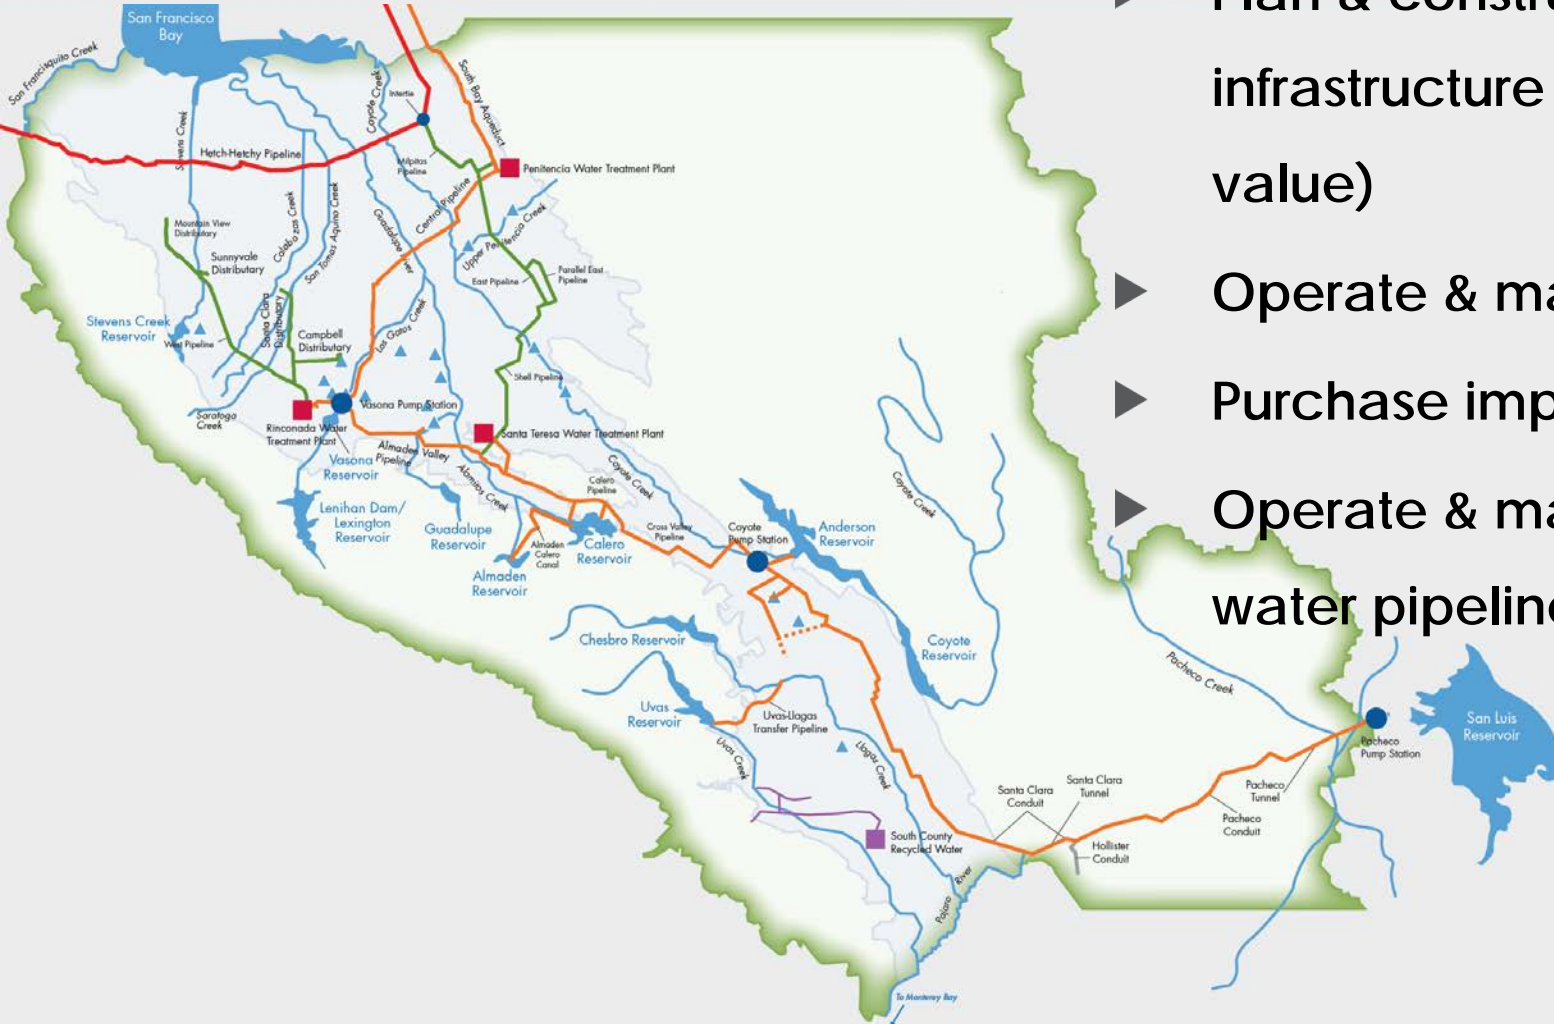 San Francisco
Bay
San Francisquito Creek
Stevens Creek
Coyote Creek
Intertie
South Bay Aqueduct
Hetch-Hetchy Pipeline
Milpitas
Pipeline
Penitencia Water Treatment Plant
Central Pipeline
Guadalupe River
Calabazas Creek
San Tomas Aquino Creek
Mountain View
Distributary
Sunnyvale
Distributary
Upper Penitencia Creek
East Pipeline
Parallel East
Pipeline
Stevens Creek
Reservoir
West Pipeline
Santa Clara
Distributary
Campbell
Distributary
Los Gatos Creek
Shell Pipeline
Saratoga
Creek
Vasona Pump Station
Rinconada Water
Treatment Plant
Santa Teresa Water Treatment Plant
Vasona
Reservoir
Almaden Valley
Pipeline
Alamitos Creek
Lenihan Dam/
Lexington
Reservoir
Guadalupe
Reservoir
Almaden
Reservoir
Almaden
Calero
Canal
Calero
Pipeline
Calero
Reservoir
Coyote Creek
Cross Valley
Pipeline
Coyote
Pump Station
Anderson
Reservoir
Coyote Creek
Coyote
Reservoir
Chesbro Reservoir
Uvas
Reservoir
Uvas-Llagas
Transfer Pipeline
Uvas Creek
Llagas Creek
South County
Recycled Water
Santa Clara
Conduit
Santa Clara
Tunnel
Hollister
Conduit
Pacheco
Conduit
Pacheco
Tunnel
Pacheco Creek
Pacheco
Pump Station
San Luis
Reservoir
Pajaro River
To Monterey Bay
Plan & constru
infrastructure
value)
Operate & ma
Purchase imp
Operate & ma
water pipeline